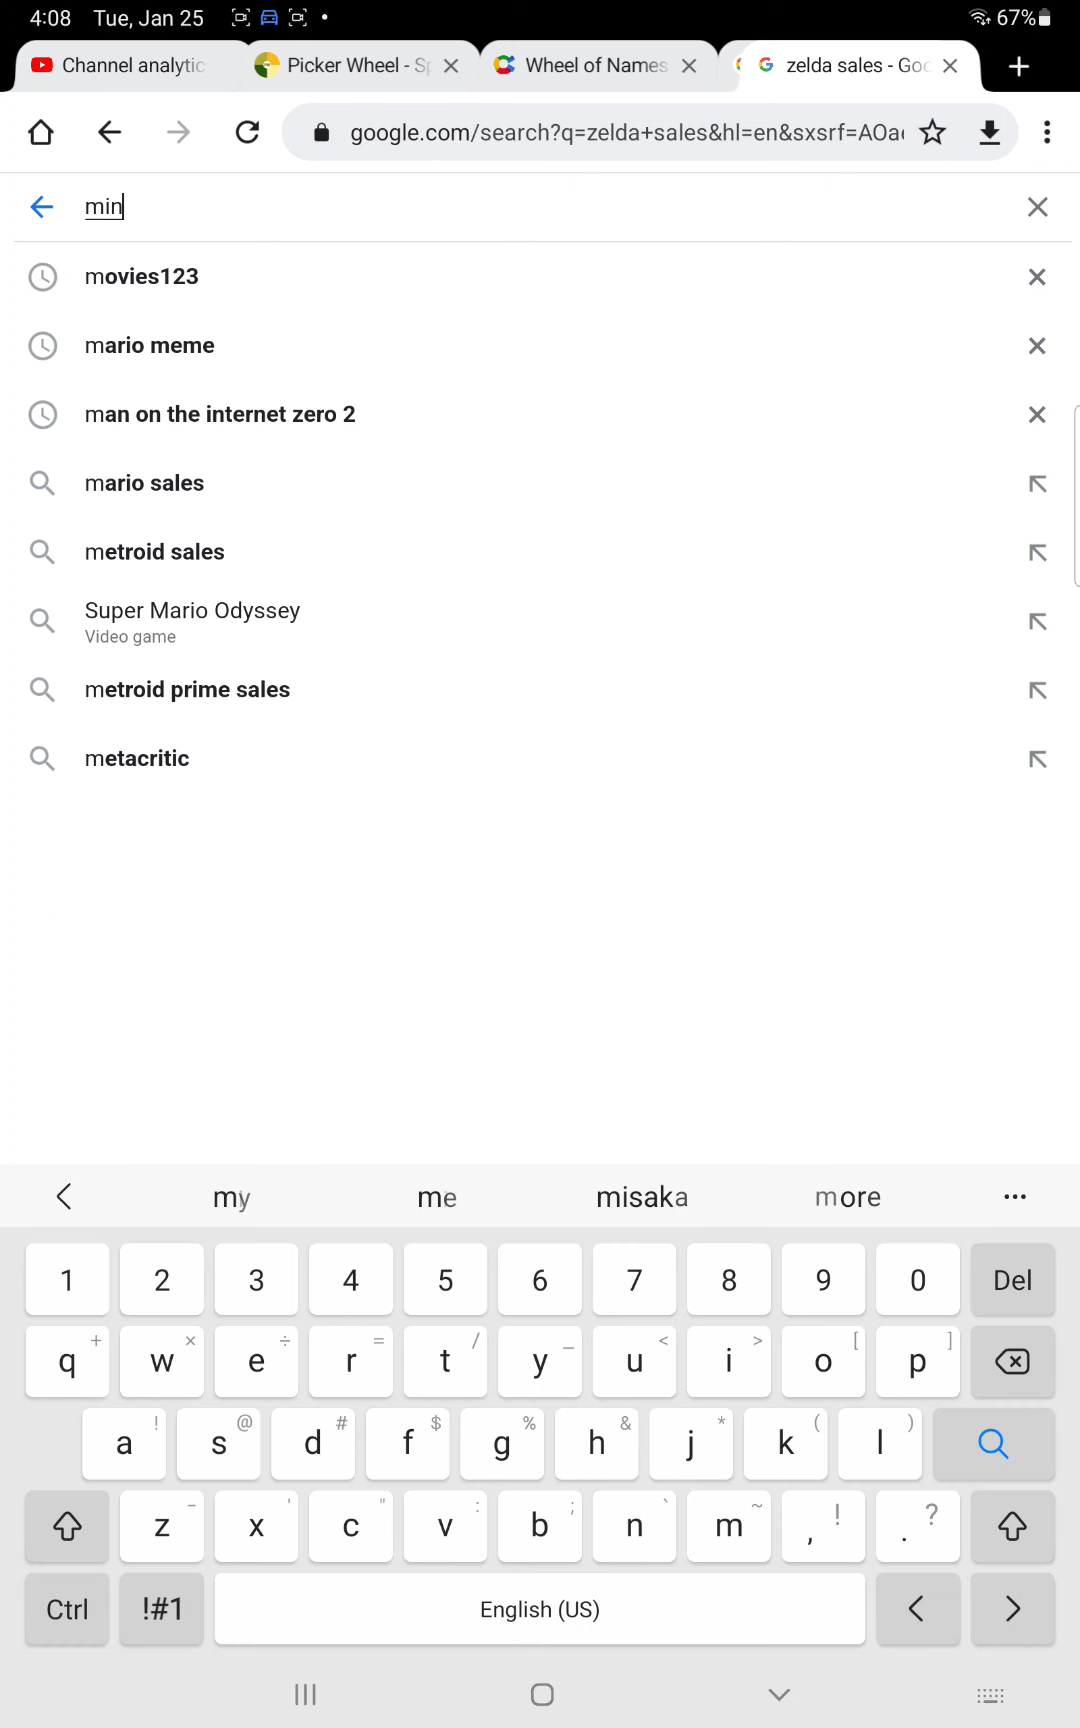 4:08 Tue, Jan 25 67%
Channel analytic Picker Wheel - Sp Wheel of Names zelda sales - Goo
google.com/search?q=zelda+sales&hl=en&sxsrf=AOa
min
movies123
mario meme
man on the internet zero 2
mario sales
metroid sales
Super Mario Odyssey
Video game
metroid prime sales
metacritic
my me misaka more ...
1 2 3 4 5 6 7 8 9 0 Del
+ × ÷ = / _ < > [ ]
q w e r t y u i o p
! @ # $ % & * ( )
a s d f g h j k l
- ' " : ; ` ~ ! ?
z x c v b n m , .
Ctrl !#1 English (US) < >